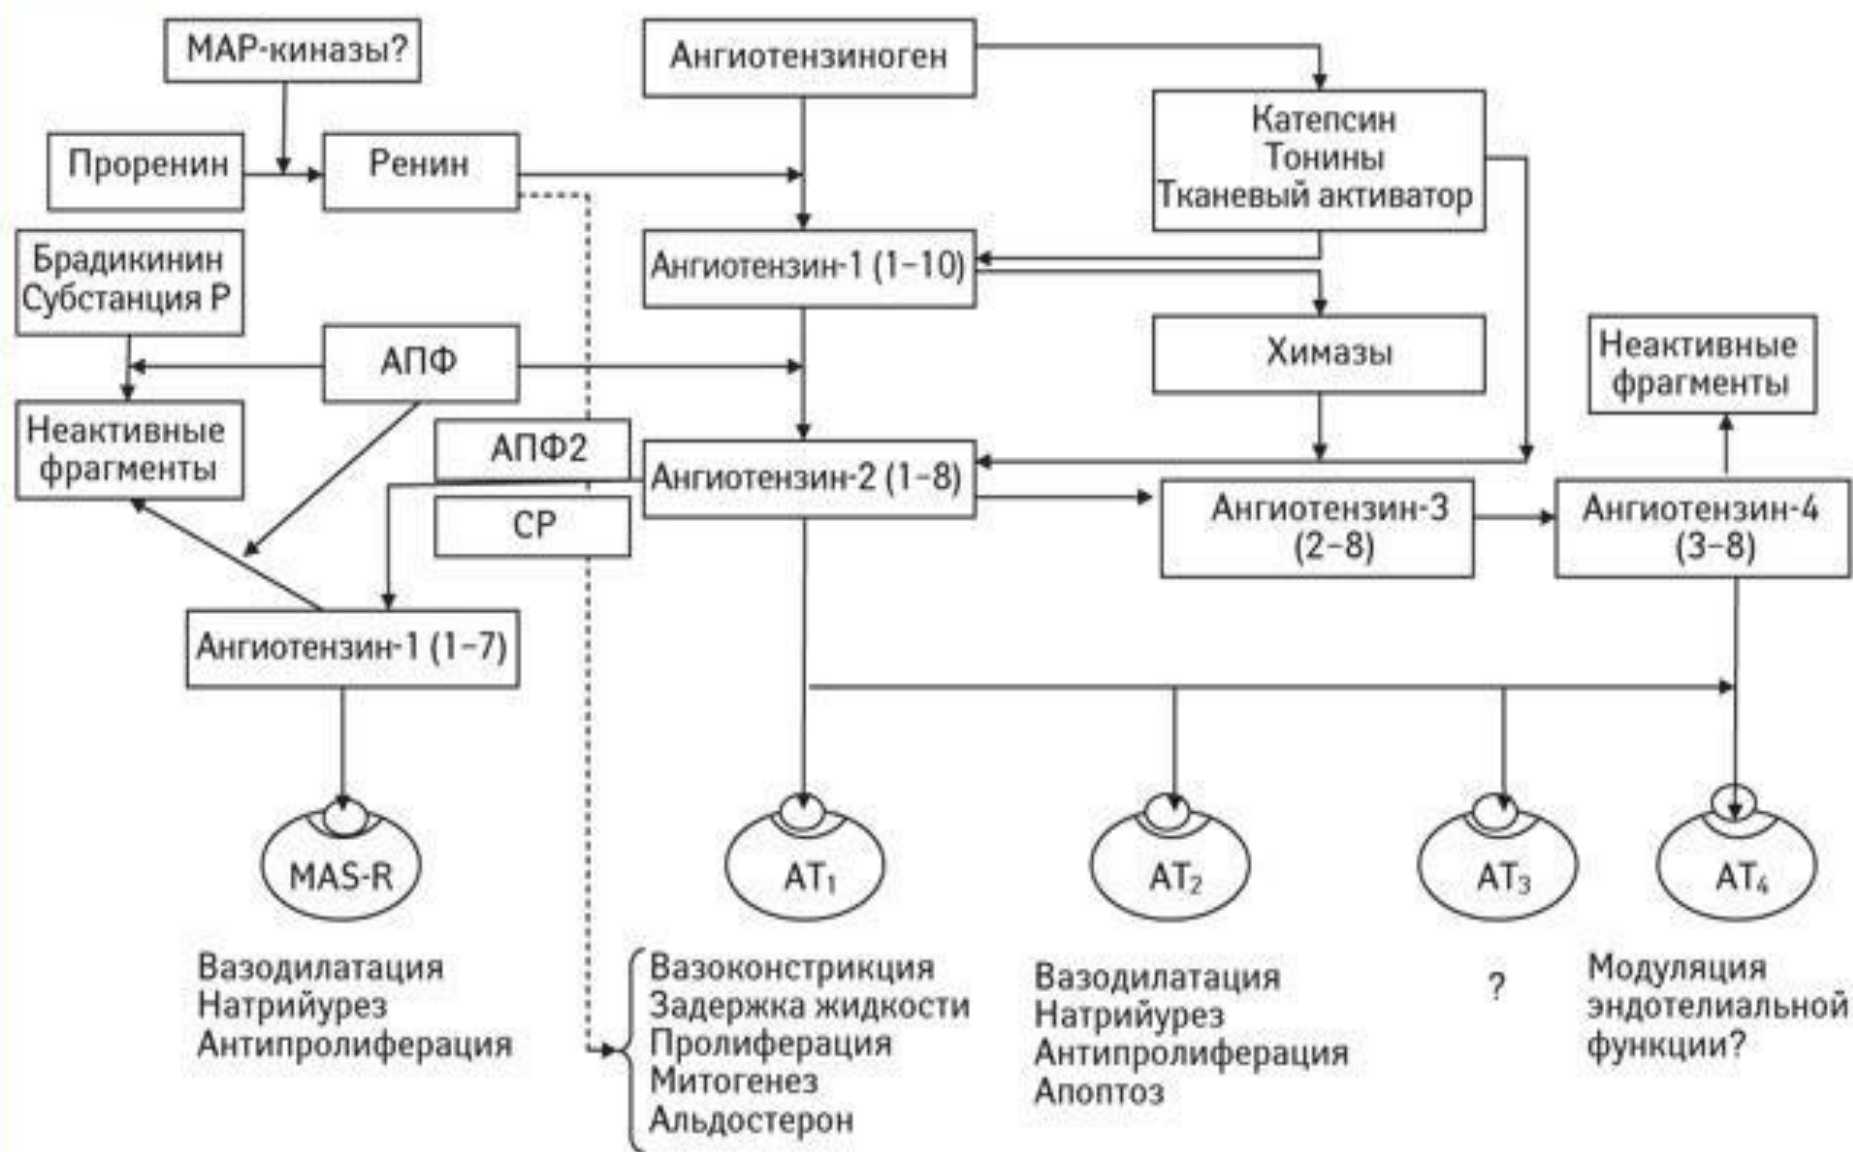 МАР-киназы?
Ангиотензиноген
Катепсин
Тонины
Тканевый активатор
Проренин
Ренин
Брадикинин
Субстанция Р
Ангиотензин-1 (1–10)
АПФ
Химазы
Неактивные
фрагменты
Неактивные
фрагменты
АПФ2
Ангиотензин-2 (1–8)
СР
Ангиотензин-3
(2–8)
Ангиотензин-4
(3–8)
Ангиотензин-1 (1–7)
MAS-R
AT₁
AT₂
AT₃
AT₄
Вазодилатация
Натрийурез
Антипролиферация
Вазоконстрикция
Задержка жидкости
Пролиферация
Митогенез
Альдостерон
Вазодилатация
Натрийурез
Антипролиферация
Апоптоз
?
Модуляция
эндотелиальной
функции?